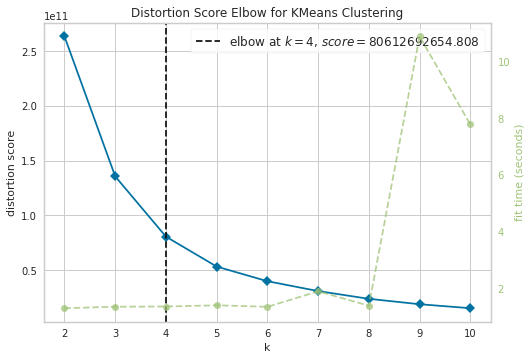 Distortion Score Elbow for KMeans Clustering
1e11
elbow at k = 4, score = 80612692654.808
2.5
2.0
1.5
1.0
0.5
distortion score
10
8
6
4
2
fit time (seconds)
2 3 4 5 6 7 8 9 10
k